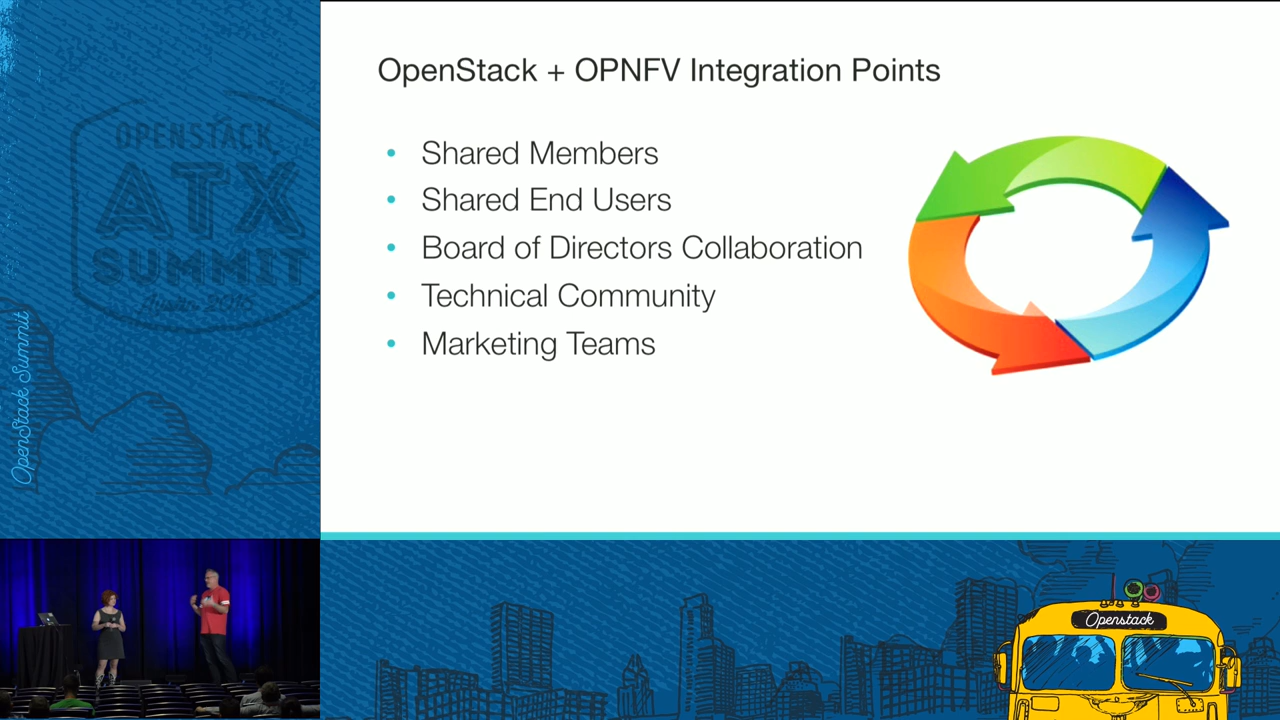 OpenStack + OPNFV Integration Points
• Shared Members
• Shared End Users
• Board of Directors Collaboration
• Technical Community
• Marketing Teams
OPENSTACK
ATX
SUMMIT
OpenStack Summit
Openstack